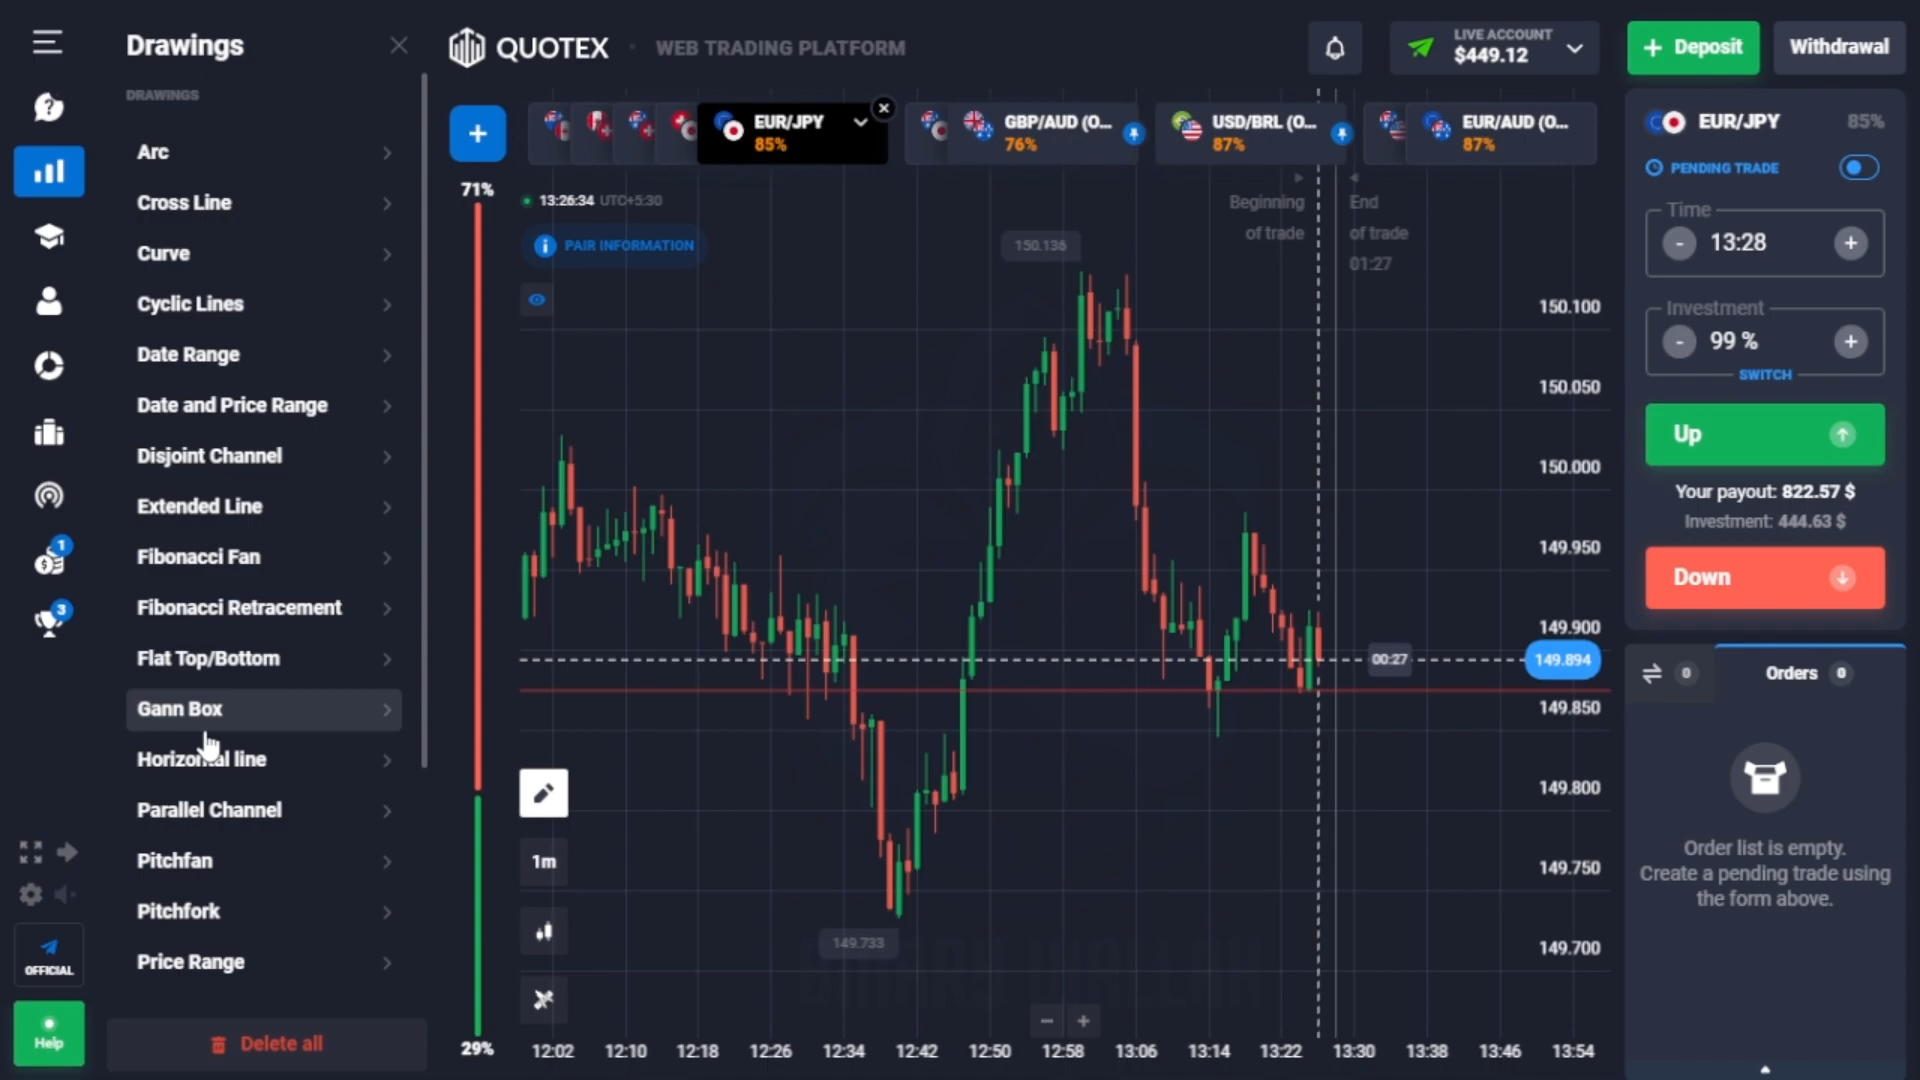 Drawings
DRAWINGS
Arc
Cross Line
Curve
Cyclic Lines
Date Range
Date and Price Range
Disjoint Channel
Extended Line
Fibonacci Fan
Fibonacci Retracement
Flat Top/Bottom
Gann Box
Horizontal line
Parallel Channel
Pitchfan
Pitchfork
Price Range
Delete all
1
3
OFFICIAL
Help
QUOTEX
WEB TRADING PLATFORM
LIVE ACCOUNT
$449.12
+ Deposit
Withdrawal
+
EUR/JPY
85%
GBP/AUD (O...
76%
USD/BRL (O...
87%
EUR/AUD (O...
87%
71%
29%
13:26:34 UTC+5:30
PAIR INFORMATION
Beginning
of trade
End
of trade
01:27
150.136
149.733
00:27
149.894
150.100
150.050
150.000
149.950
149.900
149.850
149.800
149.750
149.700
1m
− +
12:02 12:10 12:18 12:26 12:34 12:42 12:50 12:58 13:06 13:14 13:22 13:30 13:38 13:46 13:54
EUR/JPY 85%
PENDING TRADE
Time
- 13:28 +
Investment
- 99 % +
SWITCH
Up
Your payout: 822.57 $
Investment: 444.63 $
Down
0
Orders 0
Order list is empty.
Create a pending trade using
the form above.